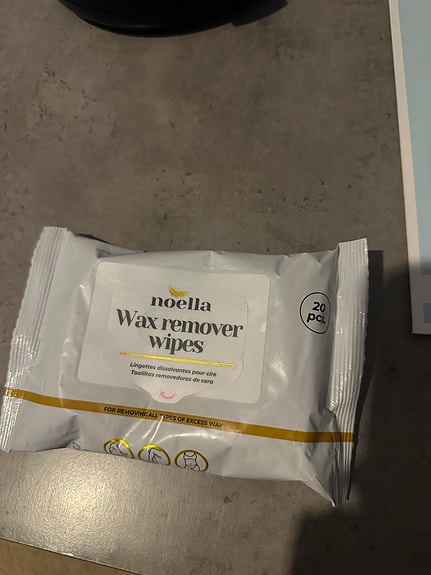 noella
Wax remover
wipes
Lingettes dissolvantes pour cire
Toallitas removedoras de cera
20
pcs.
FOR REMOVING ALL TYPES OF EXCESS WAX